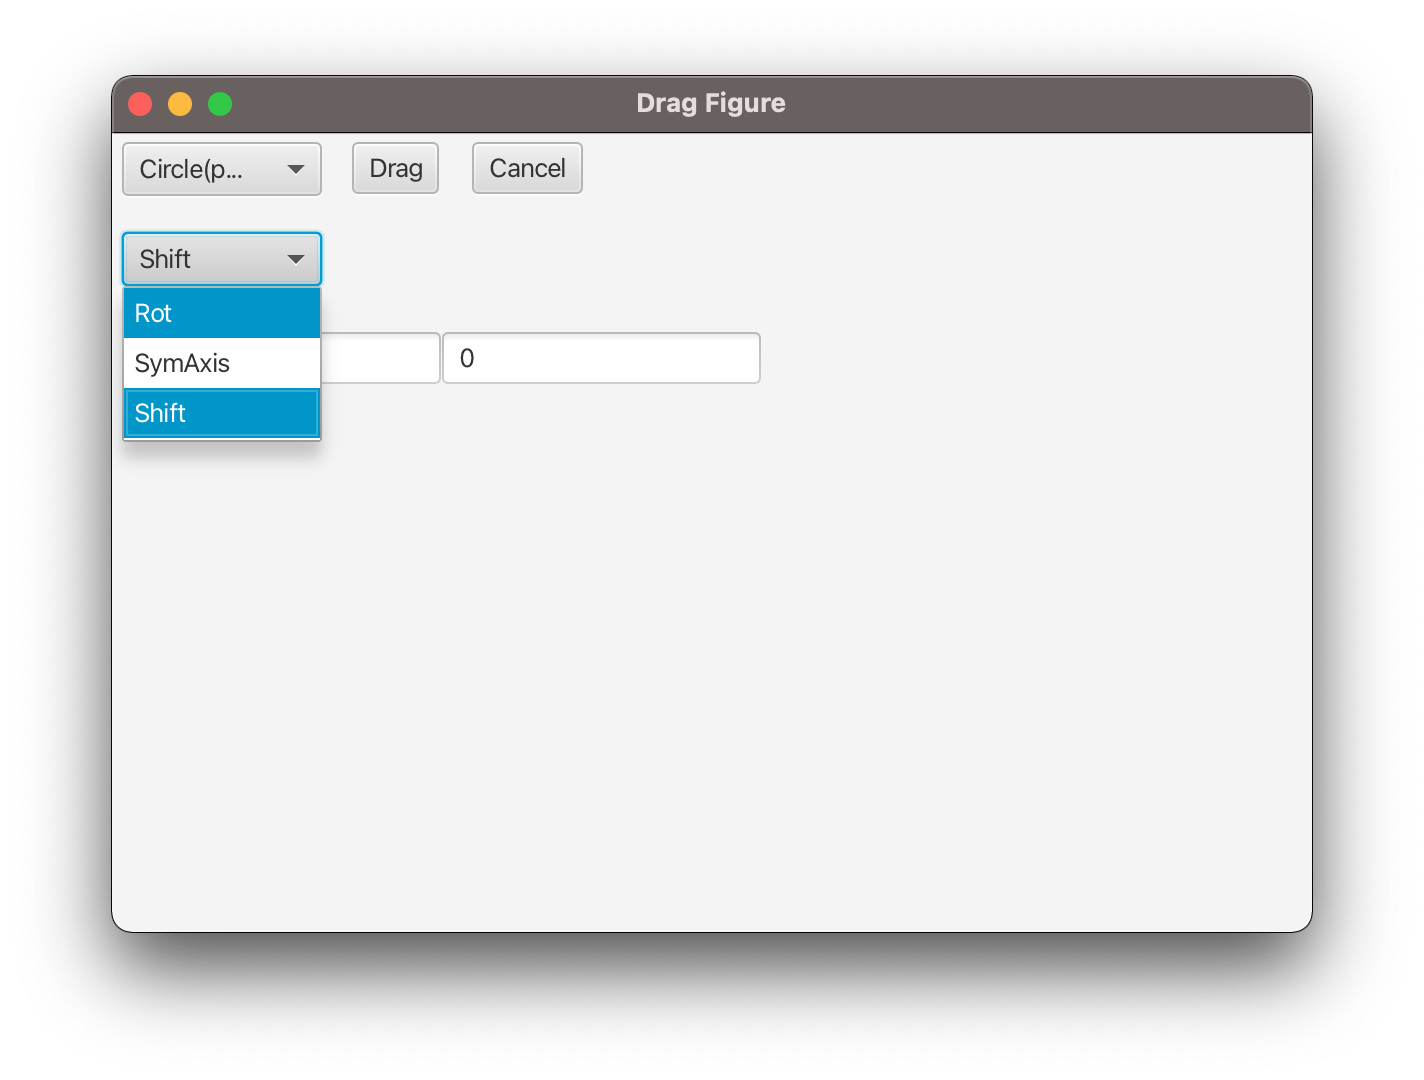 Drag Figure
Circle(p... Drag Cancel
Shift
Rot
SymAxis
0
Shift